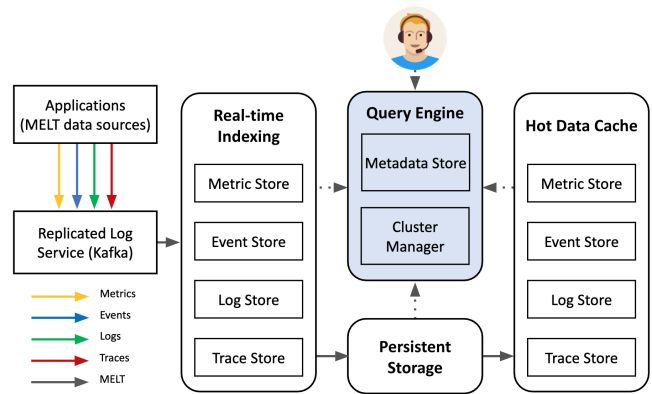 Applications
(MELT data sources)
Replicated Log
Service (Kafka)
Metrics
Events
Logs
Traces
MELT
Real-time
Indexing
Metric Store
Event Store
Log Store
Trace Store
Query Engine
Metadata Store
Cluster
Manager
Persistent
Storage
Hot Data Cache
Metric Store
Event Store
Log Store
Trace Store